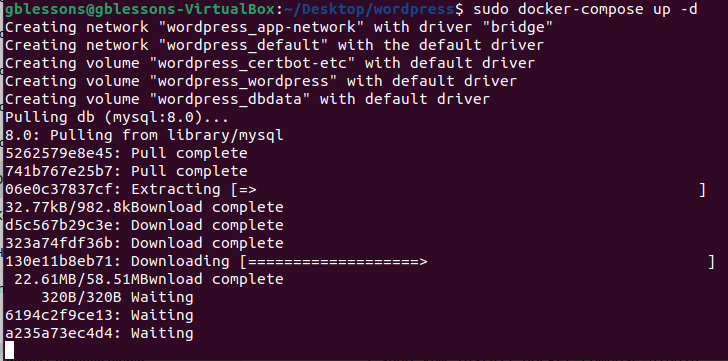 gblessons@gblessons-VirtualBox:~/Desktop/wordpress$ sudo docker-compose up -d
Creating network "wordpress_app-network" with driver "bridge"
Creating network "wordpress_default" with the default driver
Creating volume "wordpress_certbot-etc" with default driver
Creating volume "wordpress_wordpress" with default driver
Creating volume "wordpress_dbdata" with default driver
Pulling db (mysql:8.0)...
8.0: Pulling from library/mysql
5262579e8e45: Pull complete
741b767e25b7: Pull complete
06e0c37837cf: Extracting [=>                                                  ]
32.77kB/982.8kBownload complete
d5c567b29c3e: Download complete
323a74fdf36b: Download complete
130e11b8eb71: Downloading [===================>                               ]
 22.61MB/58.51MBwnload complete
    320B/320B Waiting
6194c2f9ce13: Waiting
a235a73ec4d4: Waiting